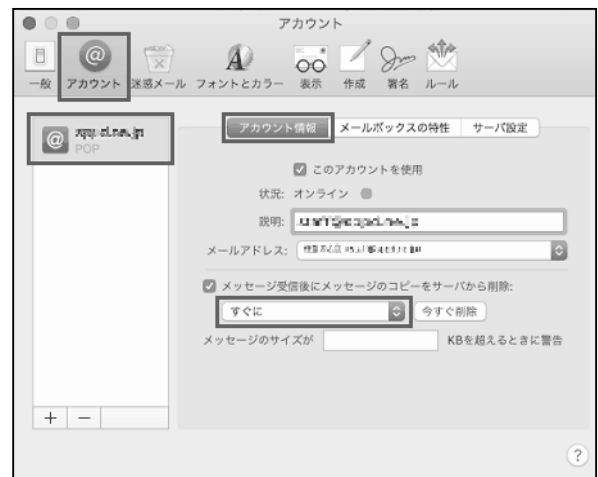 アカウント
一般 アカウント 迷惑メール フォントとカラー 表示 作成 署名 ルール
POP
アカウント情報 メールボックスの特性 サーバ設定
このアカウントを使用
状況: オンライン
説明:
メールアドレス:
メッセージ受信後にメッセージのコピーをサーバから削除:
すぐに 今すぐ削除
メッセージのサイズが KBを超えるときに警告
+ −
?